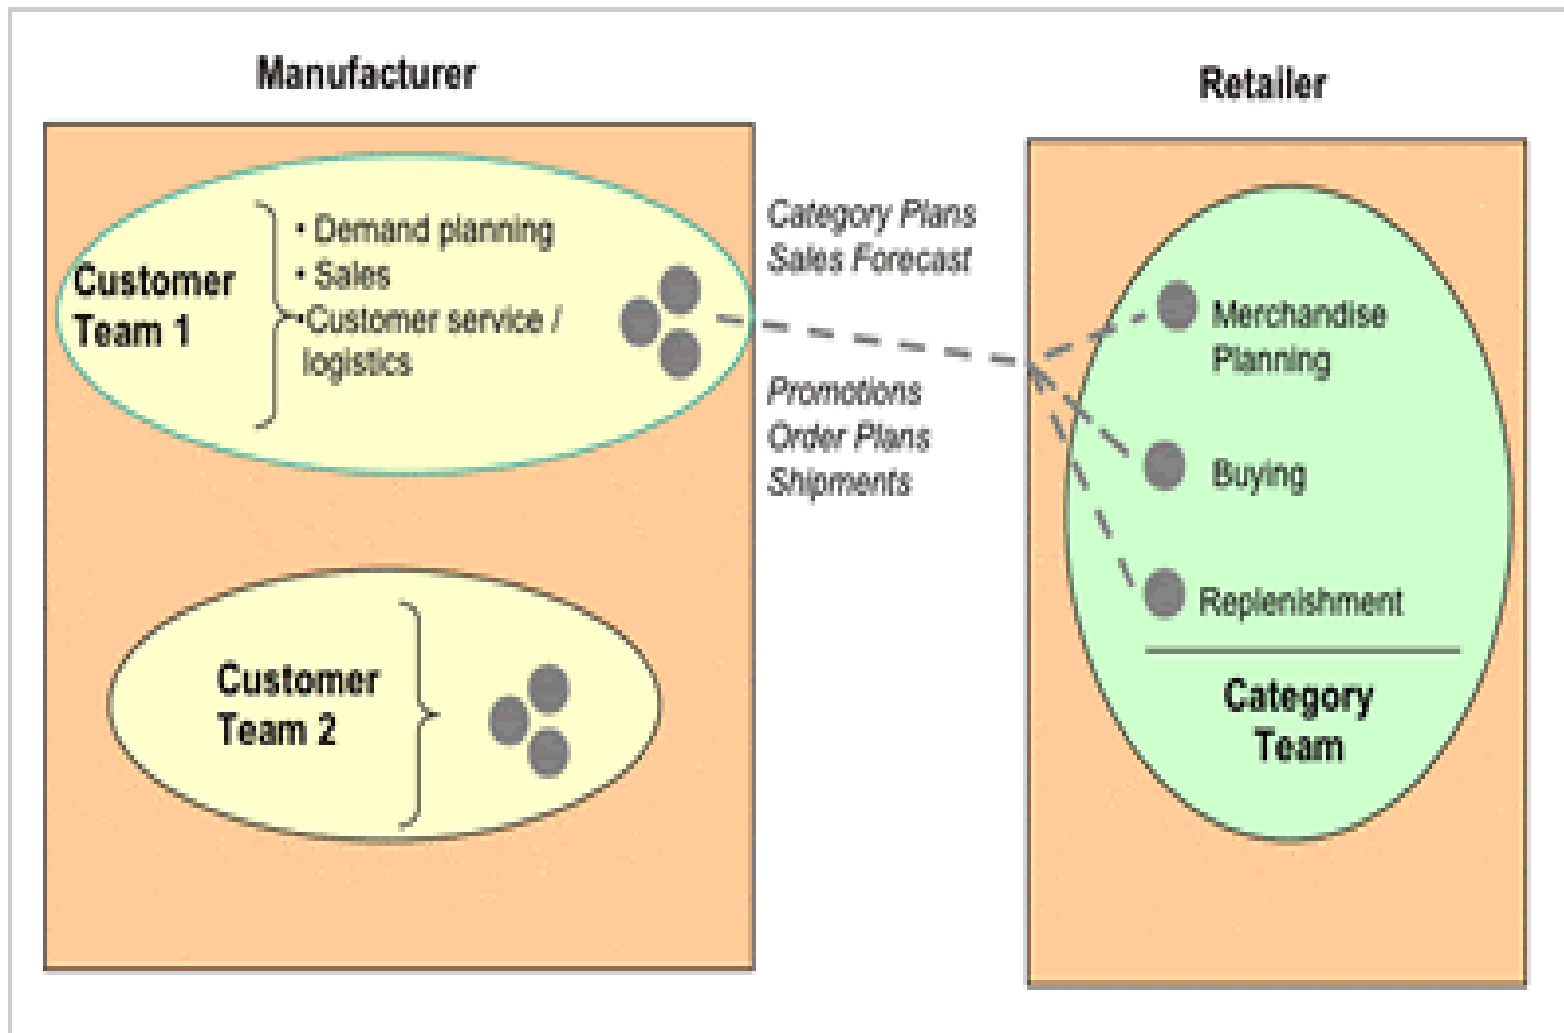 Manufacturer
Customer
Team 1
• Demand planning
• Sales
•Customer service /
logistics
Customer
Team 2
Category Plans
Sales Forecast
Promotions
Order Plans
Shipments
Retailer
Merchandise
Planning
Buying
Replenishment
Category
Team